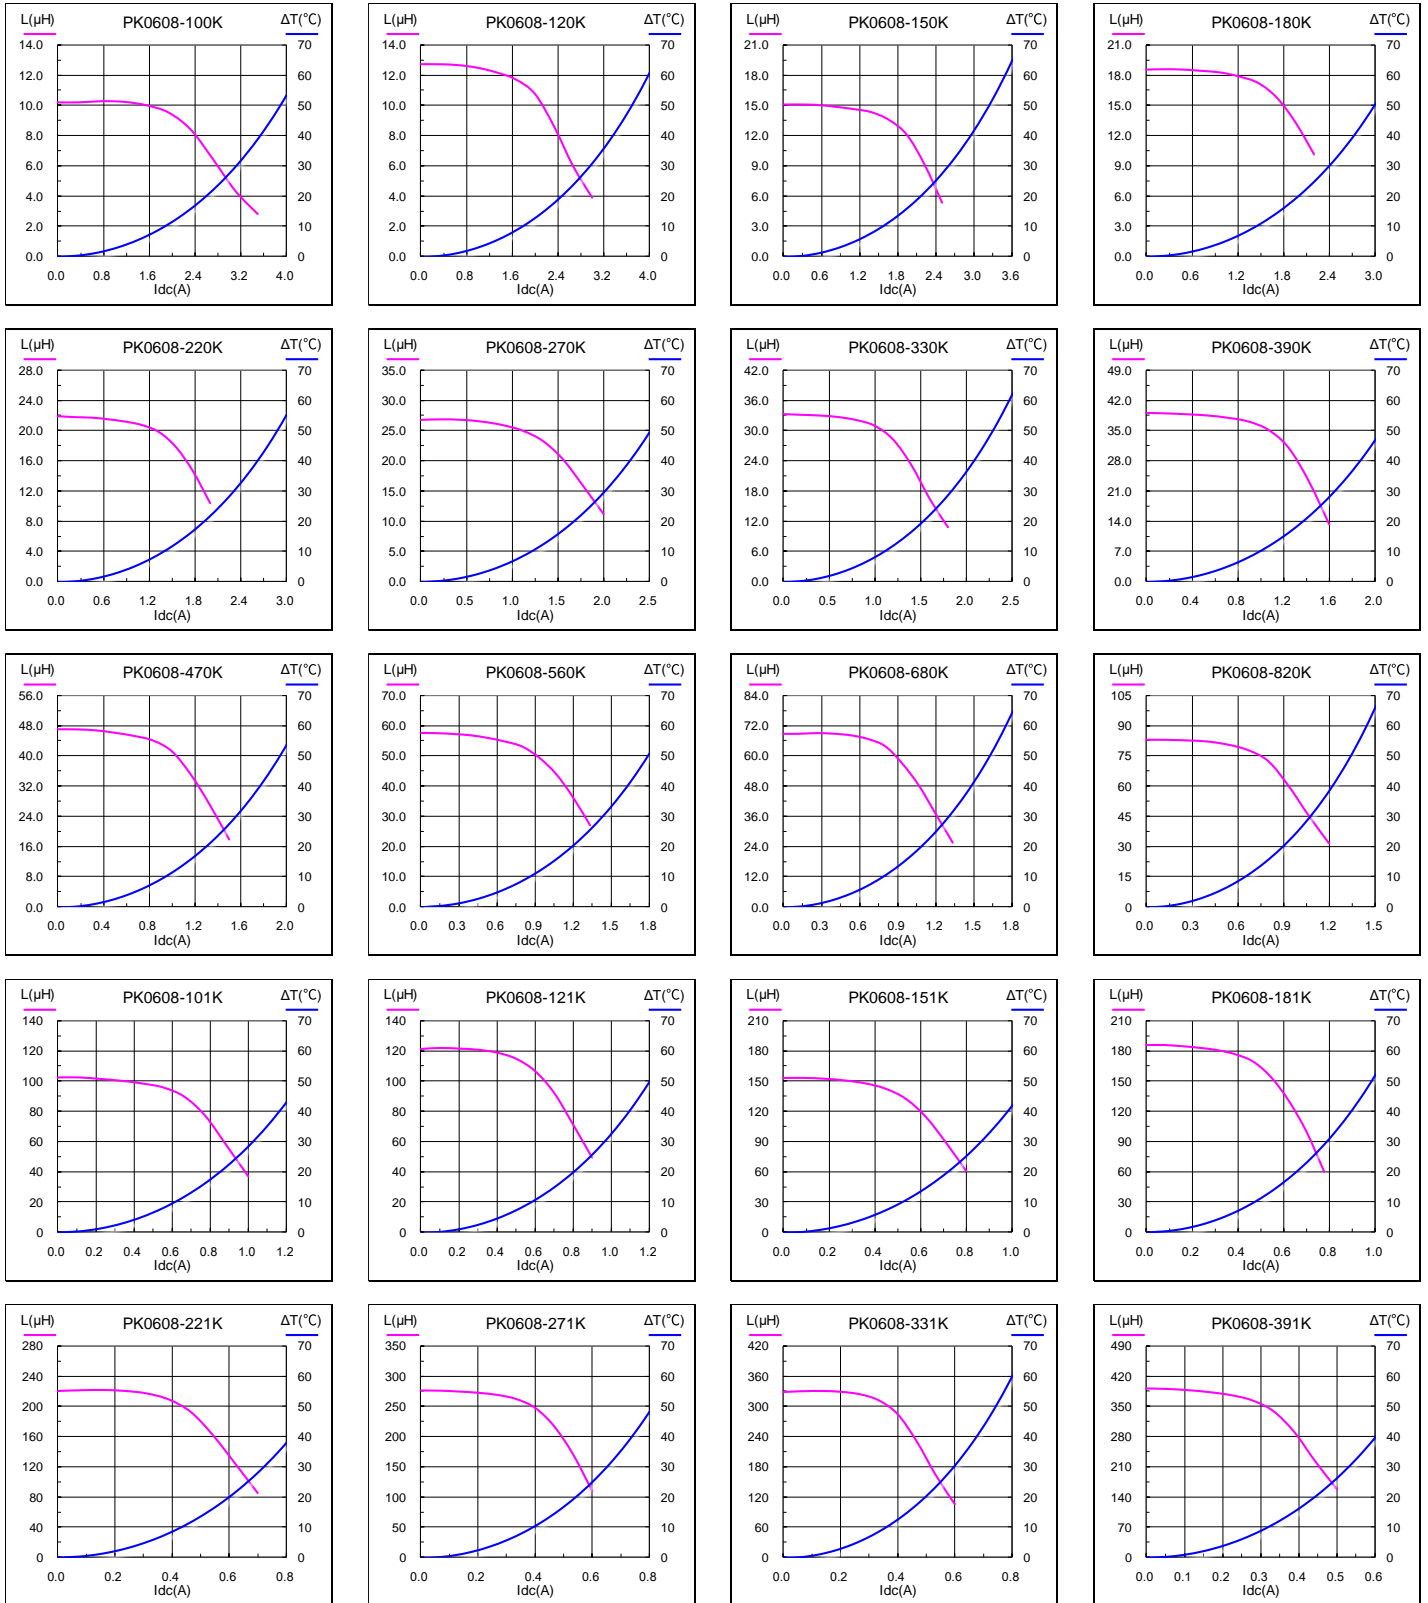 L(μH) PK0608-100K ΔT(℃)
14.0 70
12.0 60
10.0 50
8.0 40
6.0 30
4.0 20
2.0 10
0.0 0
0.0 0.8 1.6 2.4 3.2 4.0
Idc(A)
L(μH) PK0608-120K ΔT(℃)
14.0 70
12.0 60
10.0 50
8.0 40
6.0 30
4.0 20
2.0 10
0.0 0
0.0 0.8 1.6 2.4 3.2 4.0
Idc(A)
L(μH) PK0608-150K ΔT(℃)
21.0 70
18.0 60
15.0 50
12.0 40
9.0 30
6.0 20
3.0 10
0.0 0
0.0 0.6 1.2 1.8 2.4 3.0 3.6
Idc(A)
L(μH) PK0608-180K ΔT(℃)
21.0 70
18.0 60
15.0 50
12.0 40
9.0 30
6.0 20
3.0 10
0.0 0
0.0 0.6 1.2 1.8 2.4 3.0
Idc(A)
L(μH) PK0608-220K ΔT(℃)
28.0 70
24.0 60
20.0 50
16.0 40
12.0 30
8.0 20
4.0 10
0.0 0
0.0 0.6 1.2 1.8 2.4 3.0
Idc(A)
L(μH) PK0608-270K ΔT(℃)
35.0 70
30.0 60
25.0 50
20.0 40
15.0 30
10.0 20
5.0 10
0.0 0
0.0 0.5 1.0 1.5 2.0 2.5
Idc(A)
L(μH) PK0608-330K ΔT(℃)
42.0 70
36.0 60
30.0 50
24.0 40
18.0 30
12.0 20
6.0 10
0.0 0
0.0 0.5 1.0 1.5 2.0 2.5
Idc(A)
L(μH) PK0608-390K ΔT(℃)
49.0 70
42.0 60
35.0 50
28.0 40
21.0 30
14.0 20
7.0 10
0.0 0
0.0 0.4 0.8 1.2 1.6 2.0
Idc(A)
L(μH) PK0608-470K ΔT(℃)
56.0 70
48.0 60
40.0 50
32.0 40
24.0 30
16.0 20
8.0 10
0.0 0
0.0 0.4 0.8 1.2 1.6 2.0
Idc(A)
L(μH) PK0608-560K ΔT(℃)
70.0 70
60.0 60
50.0 50
40.0 40
30.0 30
20.0 20
10.0 10
0.0 0
0.0 0.3 0.6 0.9 1.2 1.5 1.8
Idc(A)
L(μH) PK0608-680K ΔT(℃)
84.0 70
72.0 60
60.0 50
48.0 40
36.0 30
24.0 20
12.0 10
0.0 0
0.0 0.3 0.6 0.9 1.2 1.5 1.8
Idc(A)
L(μH) PK0608-820K ΔT(℃)
105 70
90 60
75 50
60 40
45 30
30 20
15 10
0 0
0.0 0.3 0.6 0.9 1.2 1.5
Idc(A)
L(μH) PK0608-101K ΔT(℃)
140 70
120 60
100 50
80 40
60 30
40 20
20 10
0 0
0.0 0.2 0.4 0.6 0.8 1.0 1.2
Idc(A)
L(μH) PK0608-121K ΔT(℃)
140 70
120 60
100 50
80 40
60 30
40 20
20 10
0 0
0.0 0.2 0.4 0.6 0.8 1.0 1.2
Idc(A)
L(μH) PK0608-151K ΔT(℃)
210 70
180 60
150 50
120 40
90 30
60 20
30 10
0 0
0.0 0.2 0.4 0.6 0.8 1.0
Idc(A)
L(μH) PK0608-181K ΔT(℃)
210 70
180 60
150 50
120 40
90 30
60 20
30 10
0 0
0.0 0.2 0.4 0.6 0.8 1.0
Idc(A)
L(μH) PK0608-221K ΔT(℃)
280 70
240 60
200 50
160 40
120 30
80 20
40 10
0 0
0.0 0.2 0.4 0.6 0.8
Idc(A)
L(μH) PK0608-271K ΔT(℃)
350 70
300 60
250 50
200 40
150 30
100 20
50 10
0 0
0.0 0.2 0.4 0.6 0.8
Idc(A)
L(μH) PK0608-331K ΔT(℃)
420 70
360 60
300 50
240 40
180 30
120 20
60 10
0 0
0.0 0.2 0.4 0.6 0.8
Idc(A)
L(μH) PK0608-391K ΔT(℃)
490 70
420 60
350 50
280 40
210 30
140 20
70 10
0 0
0.0 0.1 0.2 0.3 0.4 0.5 0.6
Idc(A)